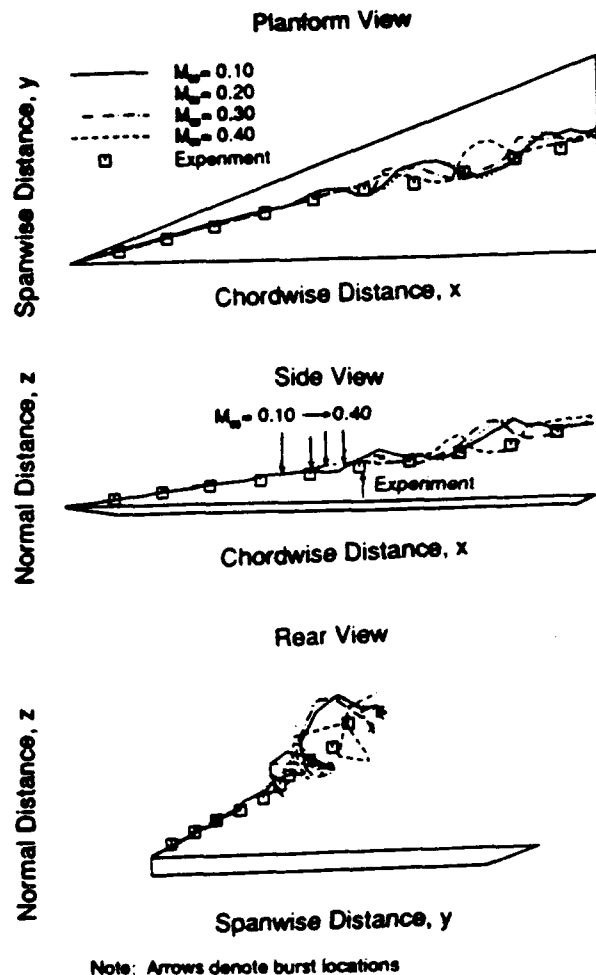 Planform View
Spanwise Distance, y
M∞= 0.10
M∞= 0.20
M∞= 0.30
M∞= 0.40
Experiment
Chordwise Distance, x
Side View
Normal Distance, z
M∞= 0.10 → 0.40
Experiment
Chordwise Distance, x
Rear View
Normal Distance, z
Spanwise Distance, y
Note: Arrows denote burst locations